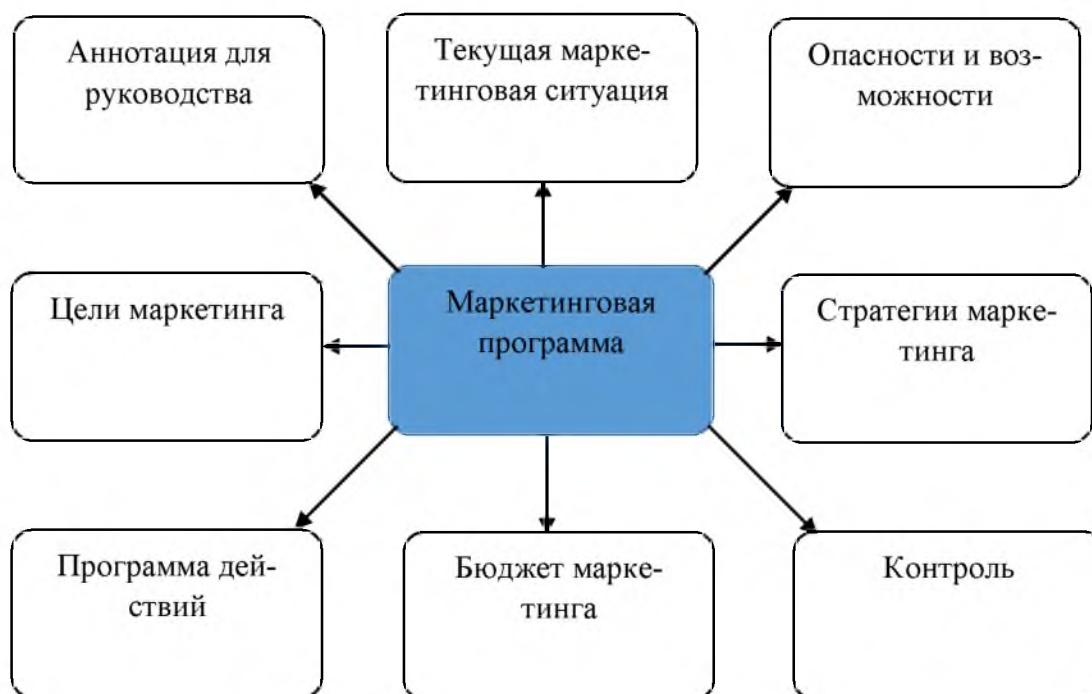 Аннотация для
руководства
Текущая марке-
тинговая ситуация
Опасности и воз-
можности
Цели маркетинга
Маркетинговая
программа
Стратегии марке-
тинга
Программа дей-
ствий
Бюджет марке-
тинга
Контроль